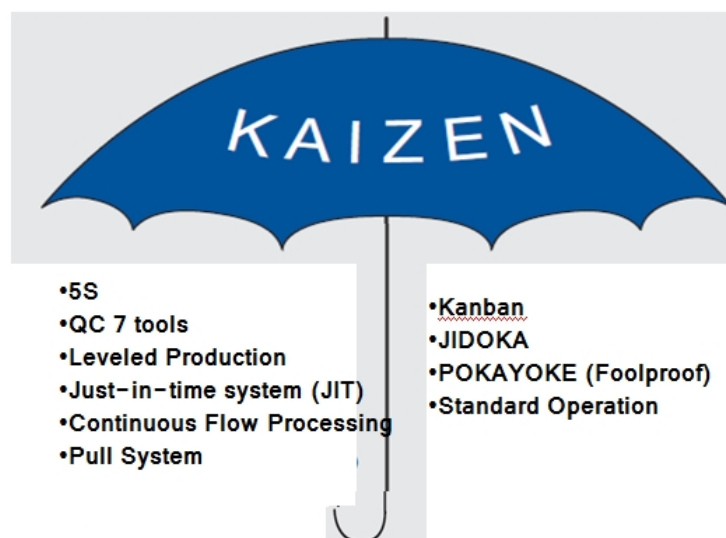 KAIZEN
•5S
•QC 7 tools
•Leveled Production
•Just-in-time system (JIT)
•Continuous Flow Processing
•Pull System
•Kanban
•JIDOKA
•POKAYOKE (Foolproof)
•Standard Operation